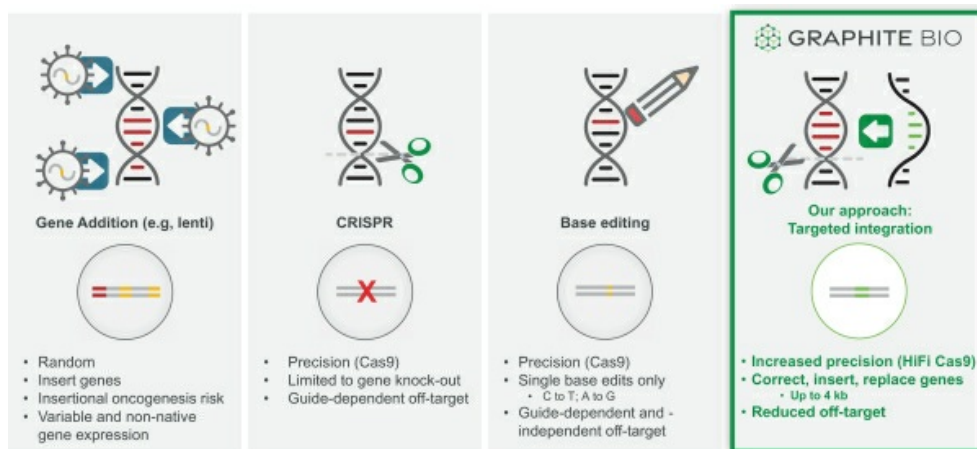 Gene Addition (e.g, lenti)
• Random
• Insert genes
• Insertional oncogenesis risk
• Variable and non-native
gene expression
CRISPR
X
• Precision (Cas9)
• Limited to gene knock-out
• Guide-dependent off-target
Base editing
• Precision (Cas9)
• Single base edits only
• C to T; A to G
• Guide-dependent and -
independent off-target
GRAPHITE BIO
Our approach:
Targeted integration
• Increased precision (HiFi Cas9)
• Correct, insert, replace genes
• Up to 4 kb
• Reduced off-target